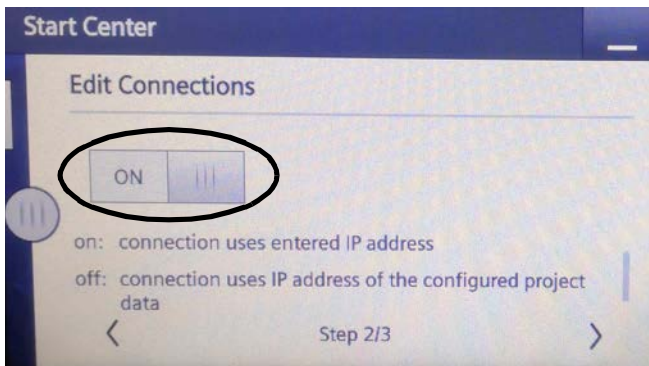 Start Center
Edit Connections
ON
on: connection uses entered IP address
off: connection uses IP address of the configured project
data
Step 2/3